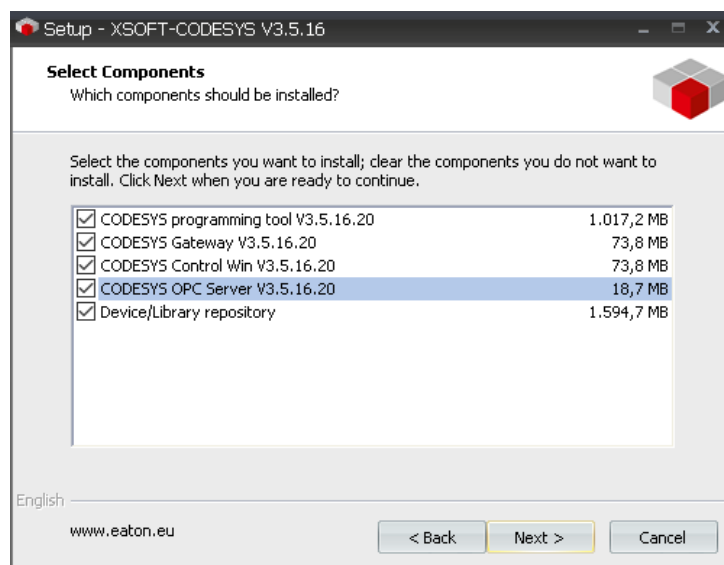 Setup - XSOFT-CODESYS V3.5.16
Select Components
Which components should be installed?
Select the components you want to install; clear the components you do not want to
install. Click Next when you are ready to continue.
CODESYS programming tool V3.5.16.20 1.017,2 MB
CODESYS Gateway V3.5.16.20 73,8 MB
CODESYS Control Win V3.5.16.20 73,8 MB
CODESYS OPC Server V3.5.16.20 18,7 MB
Device/Library repository 1.594,7 MB
English
www.eaton.eu
< Back Next > Cancel